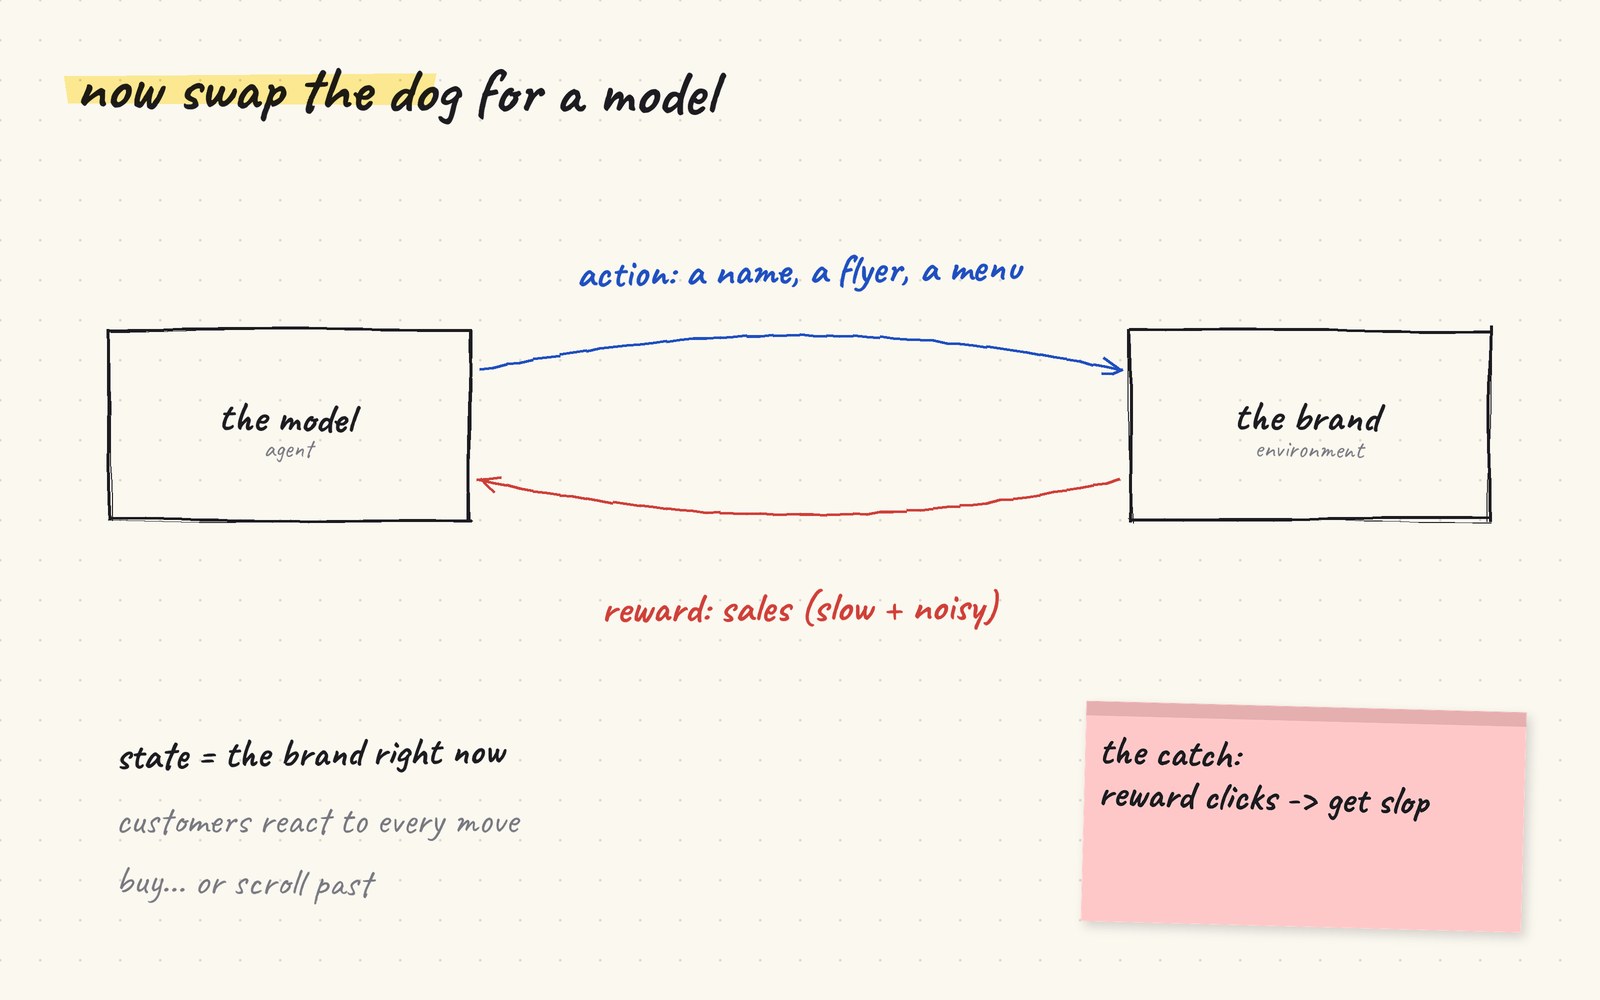 now swap the dog for a model
action: a name, a flyer, a menu
the model
agent
the brand
environment
reward: sales (slow + noisy)
state = the brand right now
customers react to every move
buy... or scroll past
the catch:
reward clicks -> get slop